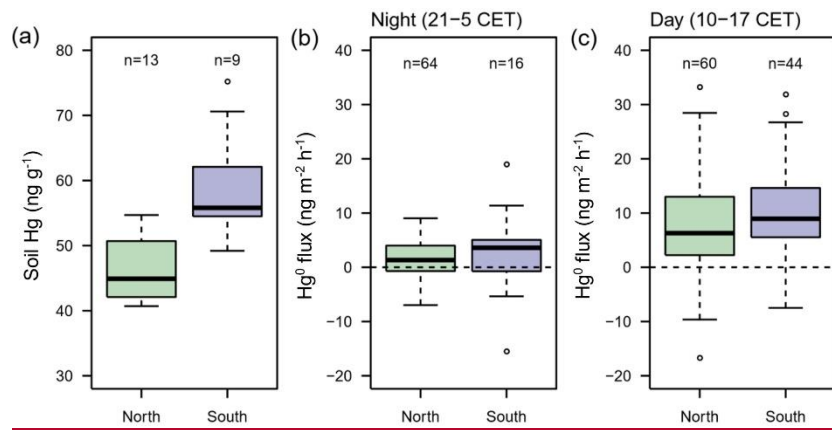 (a)
Soil Hg (ng g⁻¹)
80
70
60
50
40
30
n=13
n=9
North
South
(b)
Night (21−5 CET)
Hg⁰ flux (ng m⁻² h⁻¹)
40
30
20
10
0
−10
−20
n=64
n=16
North
South
(c)
Day (10−17 CET)
Hg⁰ flux (ng m⁻² h⁻¹)
40
30
20
10
0
−10
−20
n=60
n=44
North
South